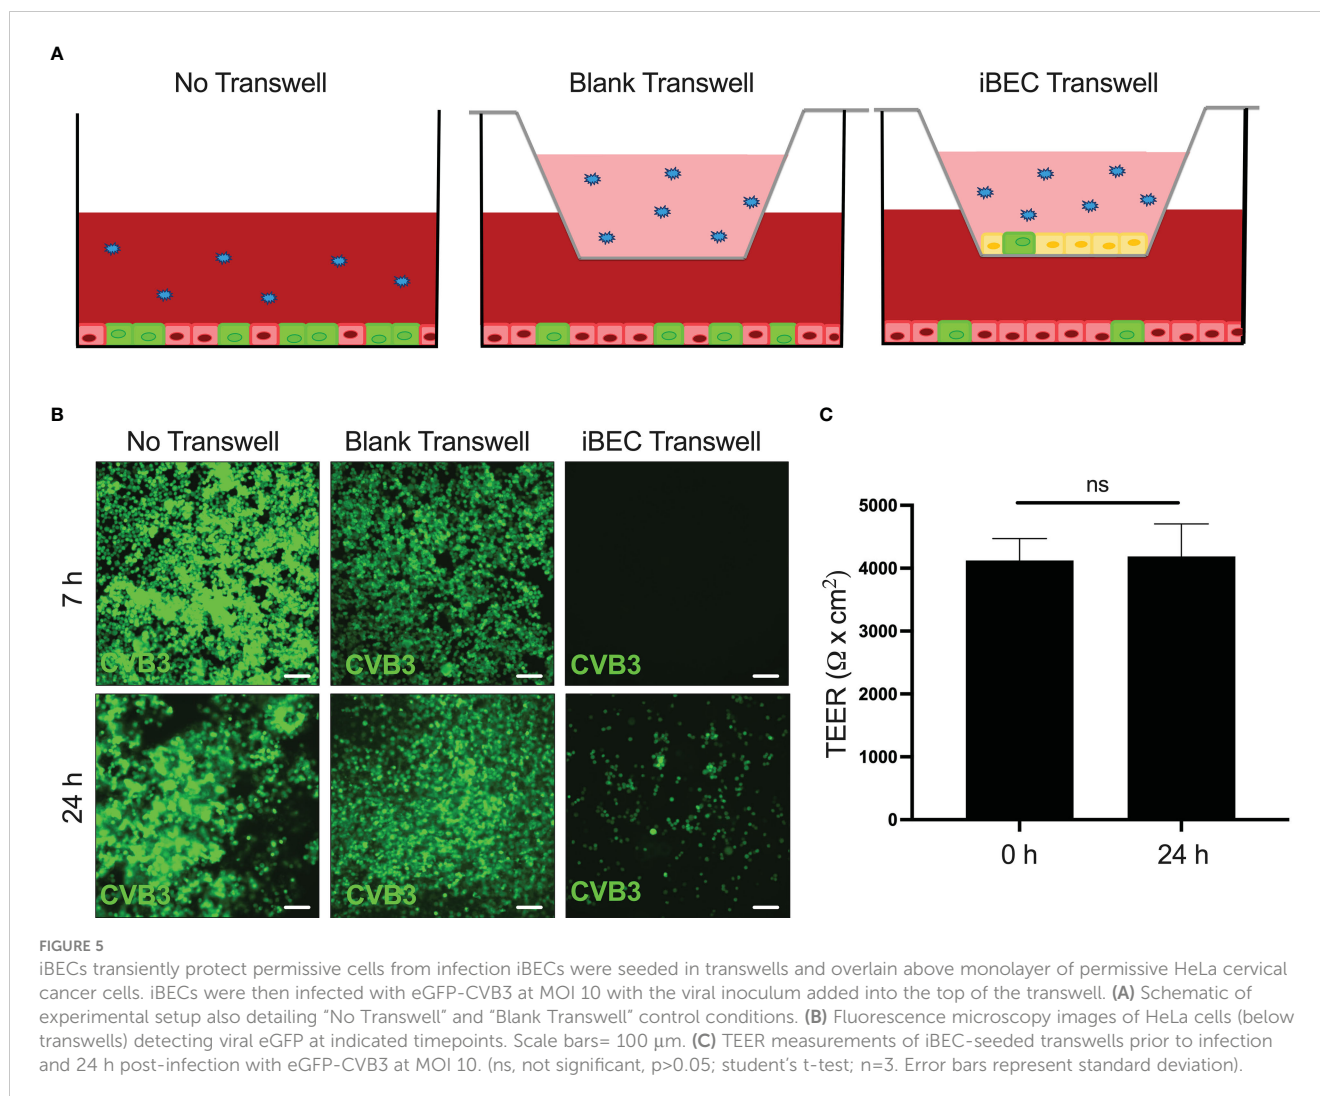 A
No Transwell
Blank Transwell
iBEC Transwell
B
No Transwell
Blank Transwell
iBEC Transwell
7 h
CVB3
CVB3
CVB3
24 h
CVB3
CVB3
CVB3
C
ns
TEER (Ω x cm²)
5000
4000
3000
2000
1000
0
0 h
24 h
FIGURE 5
iBECs transiently protect permissive cells from infection iBECs were seeded in transwells and overlain above monolayer of permissive HeLa cervical
cancer cells. iBECs were then infected with eGFP-CVB3 at MOI 10 with the viral inoculum added into the top of the transwell. (A) Schematic of
experimental setup also detailing "No Transwell" and "Blank Transwell" control conditions. (B) Fluorescence microscopy images of HeLa cells (below
transwells) detecting viral eGFP at indicated timepoints. Scale bars= 100 μm. (C) TEER measurements of iBEC-seeded transwells prior to infection
and 24 h post-infection with eGFP-CVB3 at MOI 10. (ns, not significant, p>0.05; student's t-test; n=3. Error bars represent standard deviation).